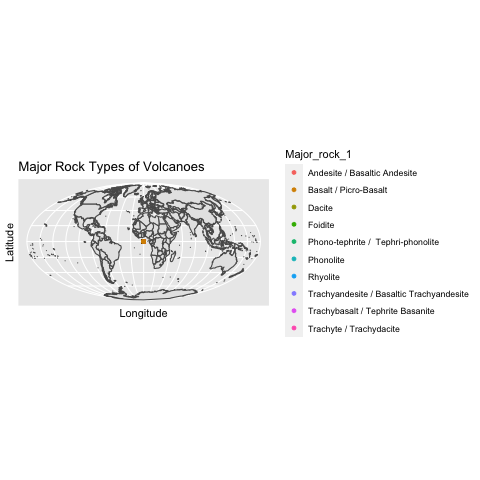 Major Rock Types of Volcanoes
Latitude
Longitude
Major_rock_1
Andesite / Basaltic Andesite
Basalt / Picro-Basalt
Dacite
Foidite
Phono-tephrite /  Tephri-phonolite
Phonolite
Rhyolite
Trachyandesite / Basaltic Trachyandesite
Trachybasalt / Tephrite Basanite
Trachyte / Trachydacite